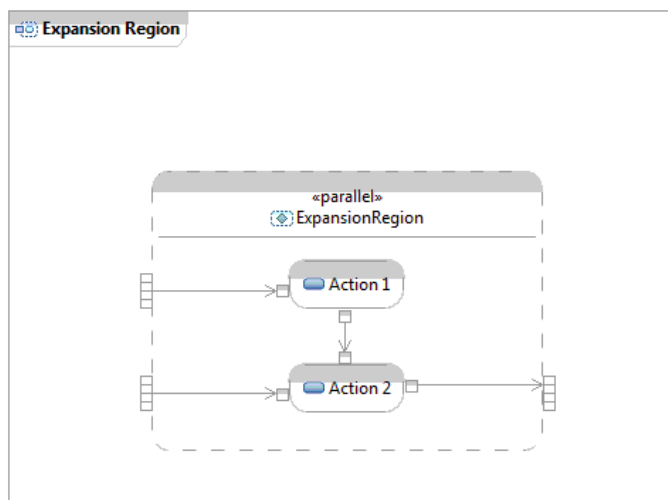 Expansion Region
«parallel»
ExpansionRegion
Action 1
Action 2